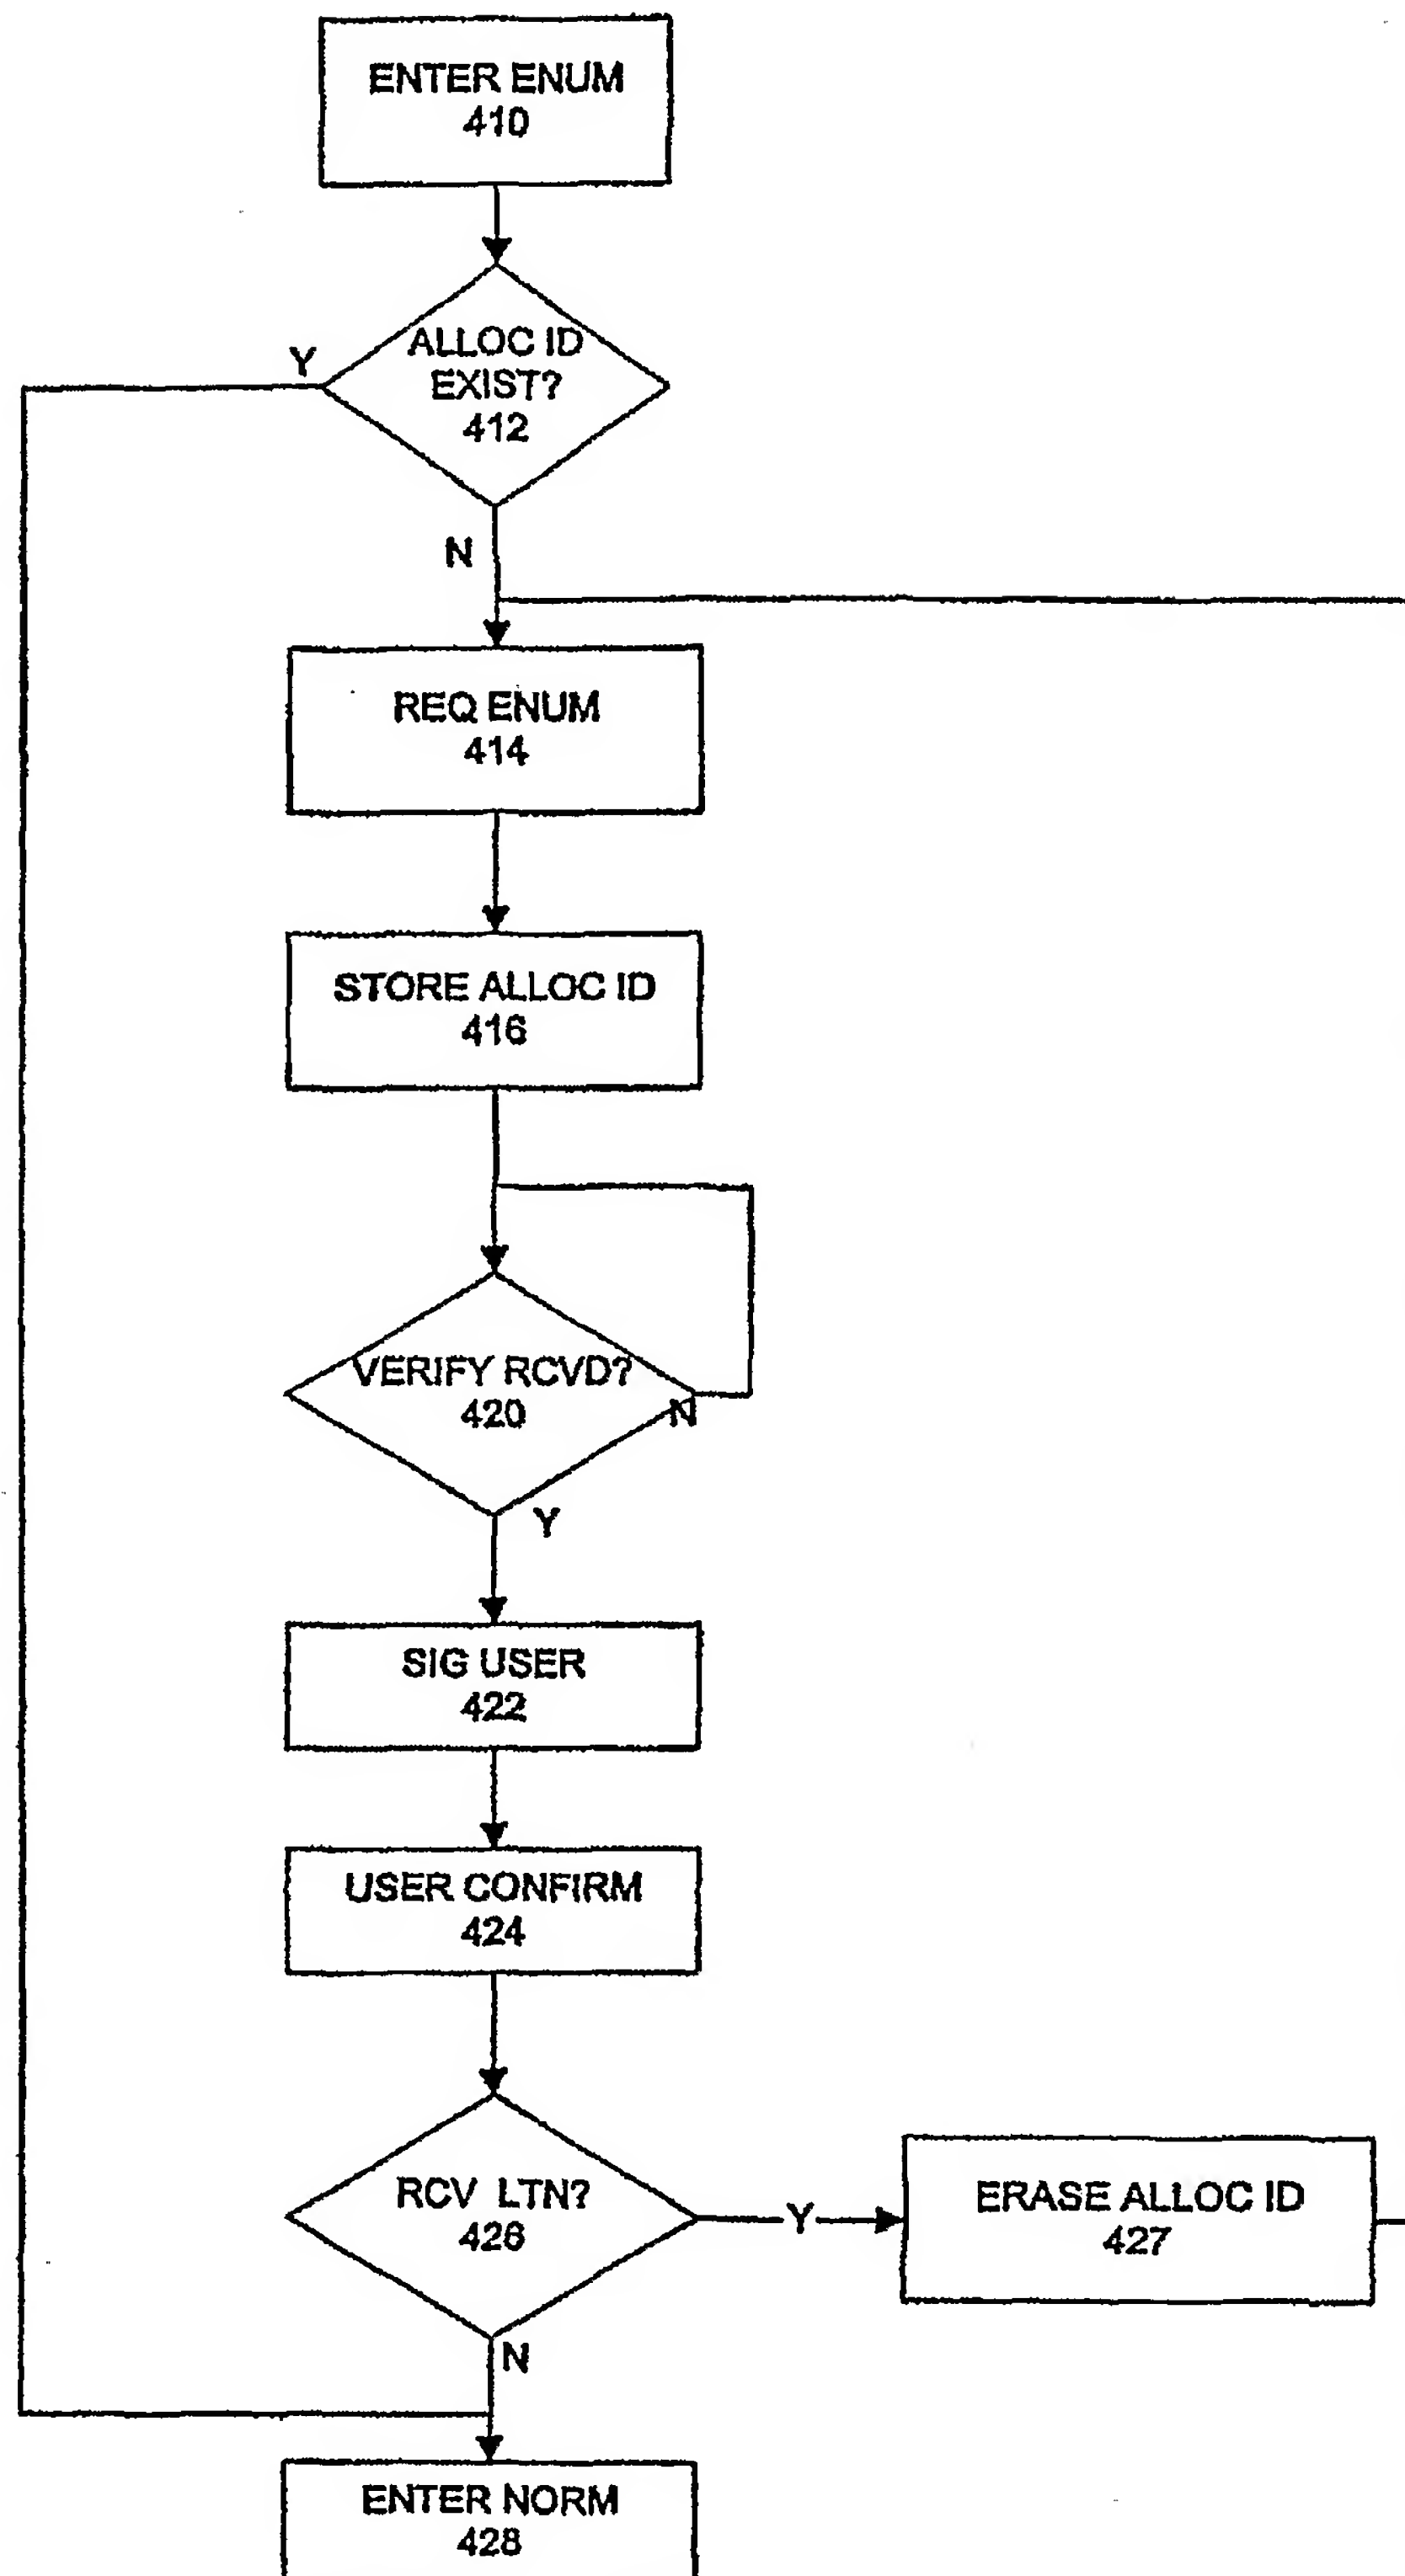 ENTER ENUM
410
ALLOC ID
EXIST?
412
Y
N
REQ ENUM
414
STORE ALLOC ID
416
VERIFY RCVD?
420
N
Y
SIG USER
422
USER CONFIRM
424
RCV LTN?
426
Y
ERASE ALLOC ID
427
N
ENTER NORM
428